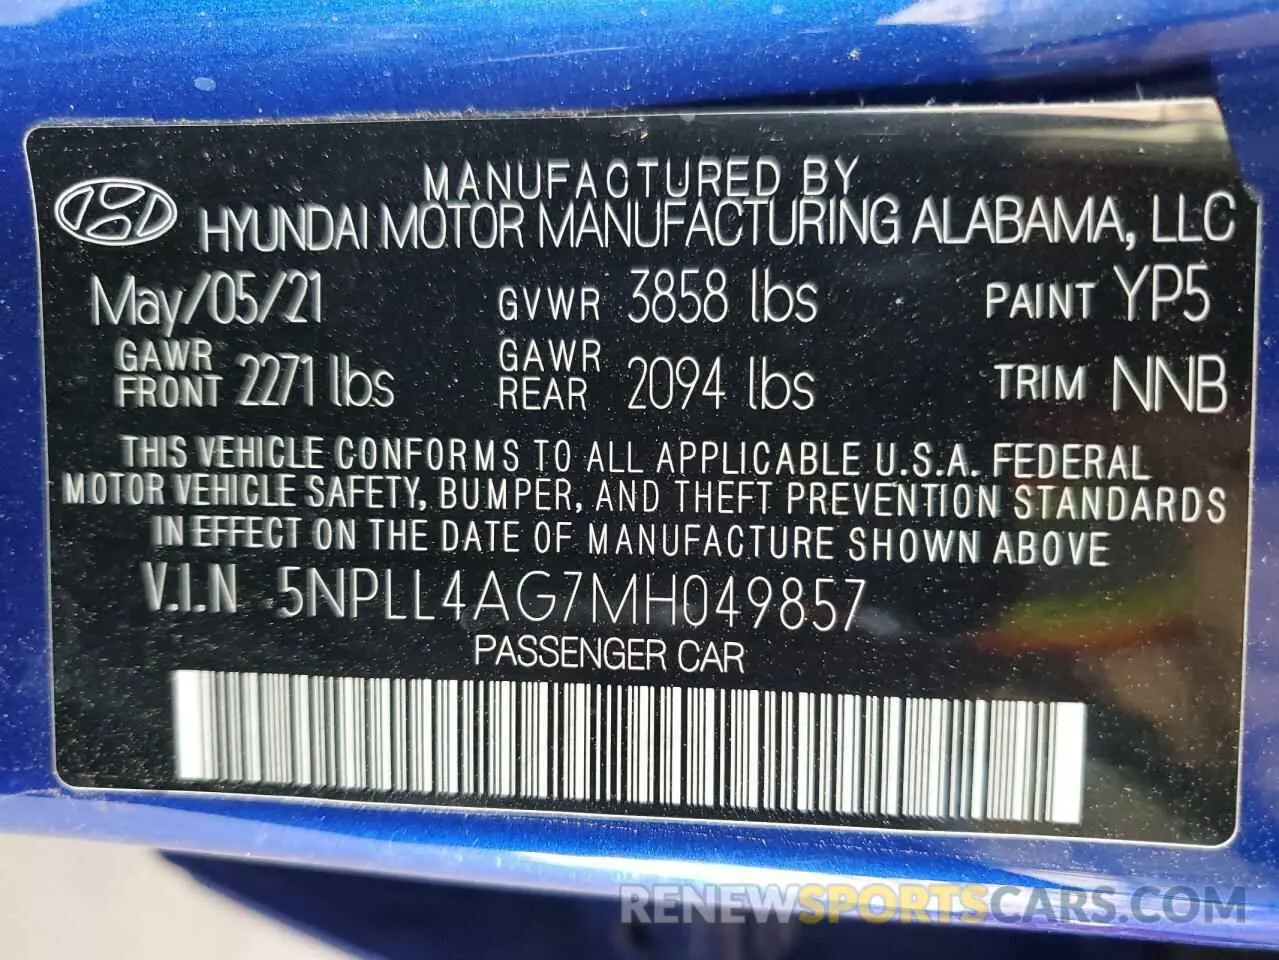 MANUFACTURED BY
HYUNDAI MOTOR MANUFACTURING ALABAMA, LLC
May/05/21 GVWR 3858 lbs PAINT YP5
GAWR FRONT 2271 lbs GAWR REAR 2094 lbs TRIM NNB
THIS VEHICLE CONFORMS TO ALL APPLICABLE U.S.A. FEDERAL
MOTOR VEHICLE SAFETY, BUMPER, AND THEFT PREVENTION STANDARDS
IN EFFECT ON THE DATE OF MANUFACTURE SHOWN ABOVE
V.I.N 5NPLL4AG7MH049857
PASSENGER CAR
RENEWSPORTSCARS.COM